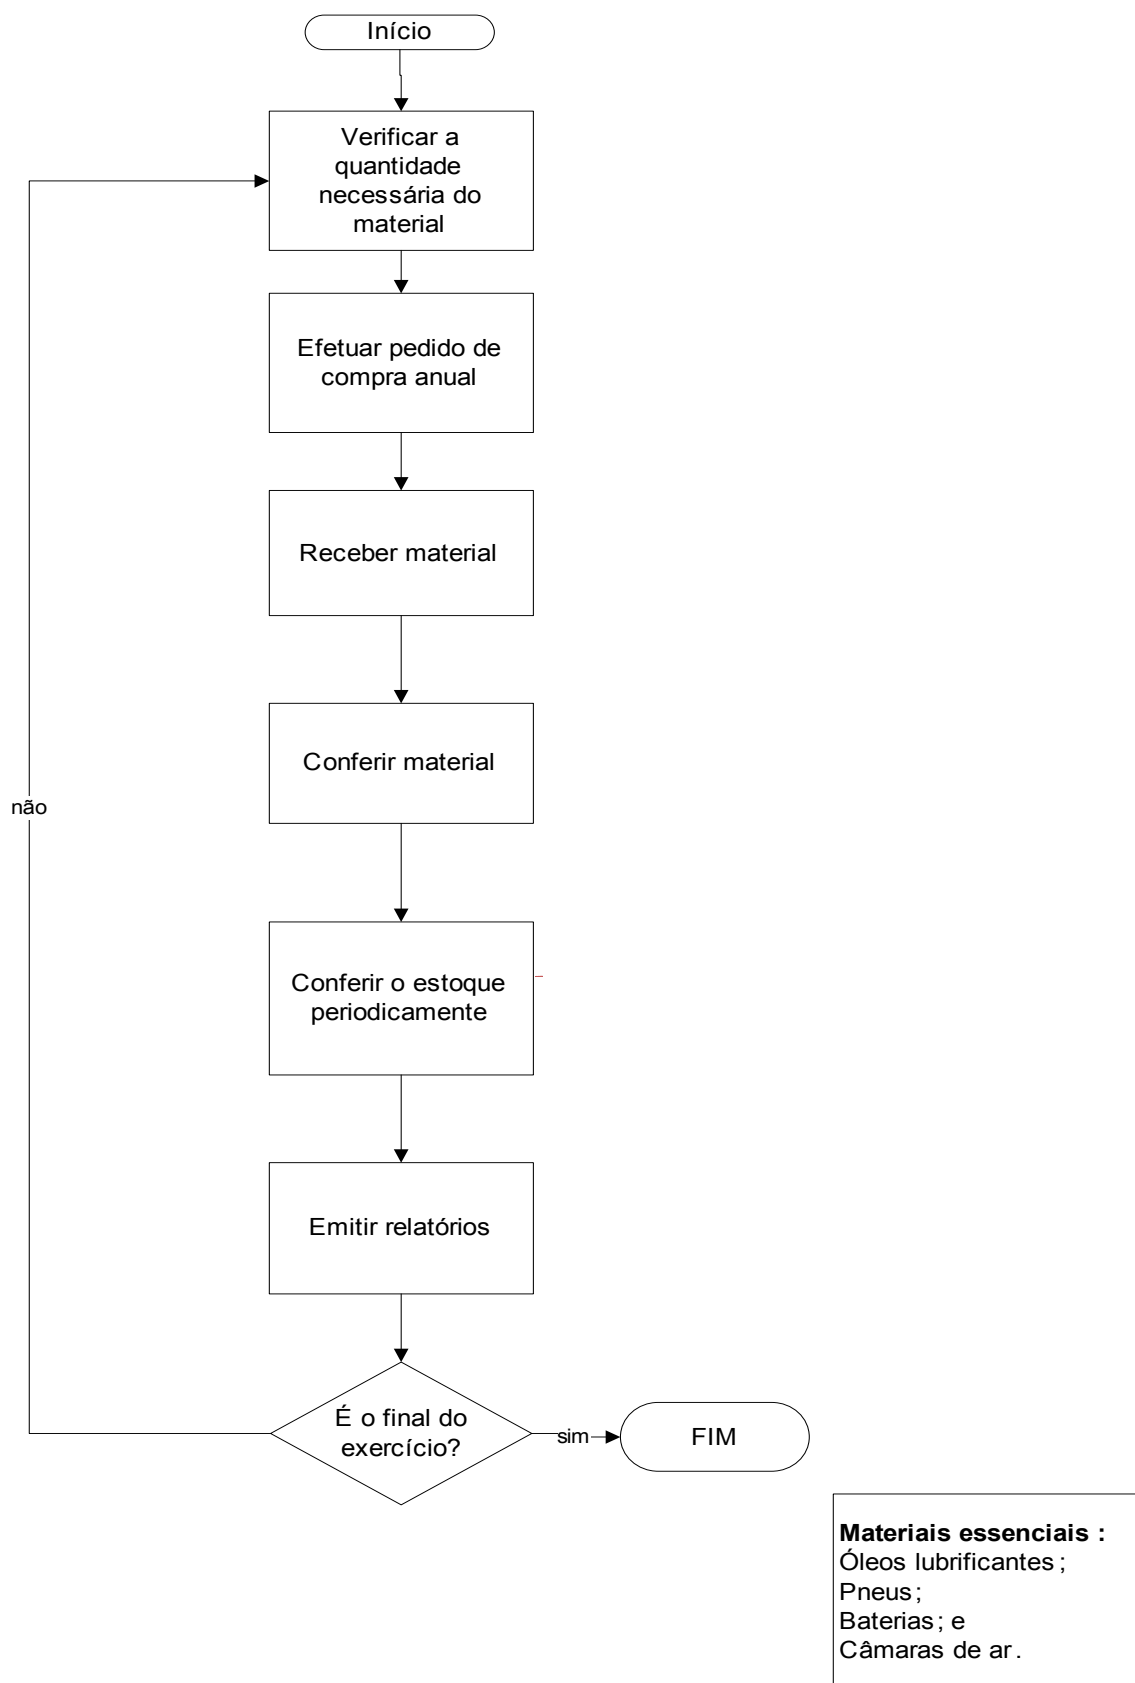 Início
Verificar a
quantidade
necessária do
material
Efetuar pedido de
compra anual
Receber material
Conferir material
não
Conferir o estoque
periodicamente
Emitir relatórios
É o final do
exercício?
sim
FIM
Materiais essenciais :
Óleos lubrificantes;
Pneus;
Baterias; e
Câmaras de ar.